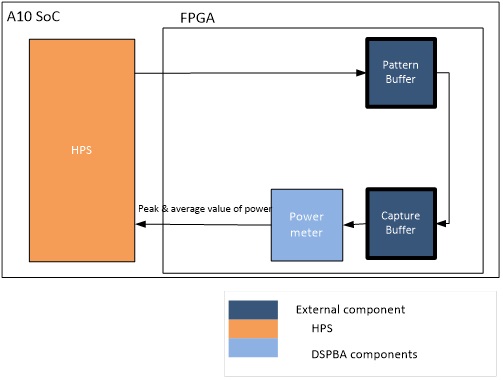 A10 SoC
FPGA
Pattern
Buffer
HPS
Peak & average value of power
Power
meter
Capture
Buffer
External component
HPS
DSPBA components